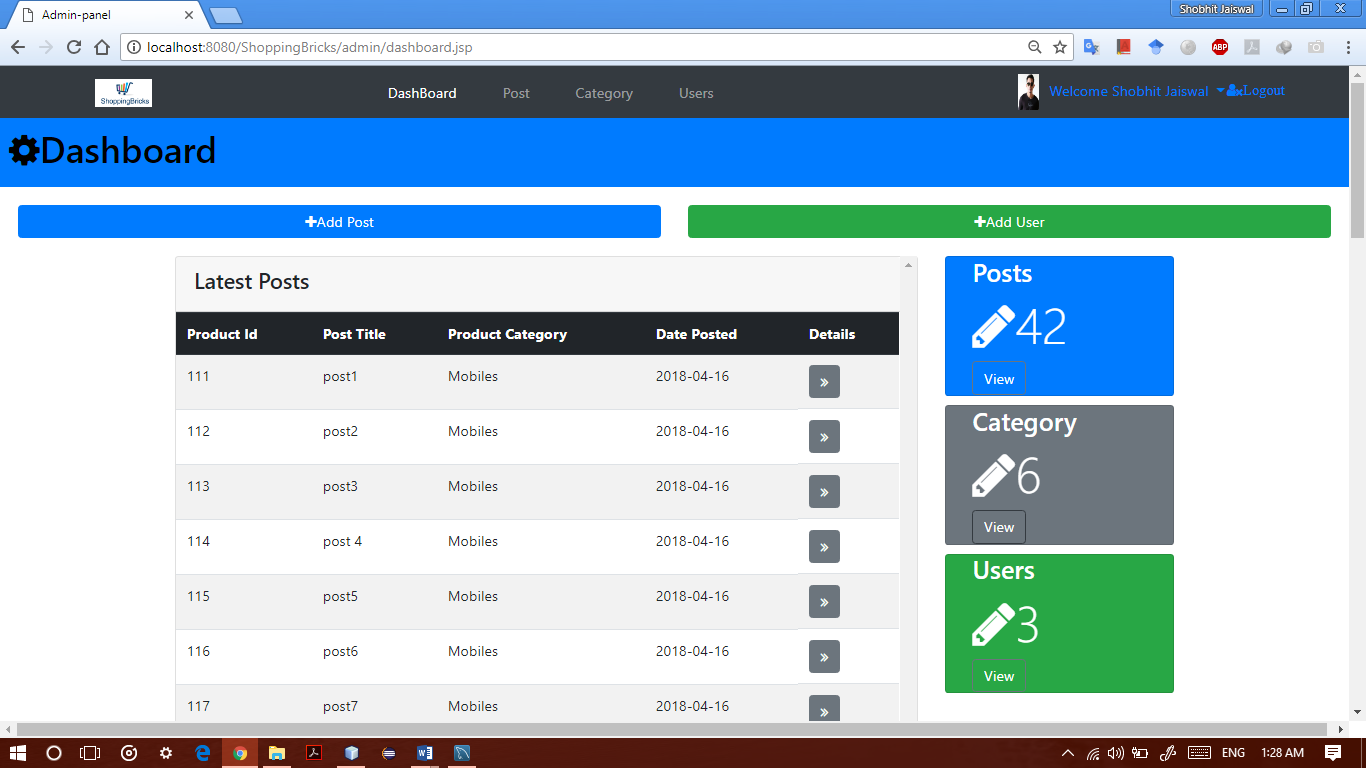 Admin-panel
Shobhit Jaiswal
localhost:8080/ShoppingBricks/admin/dashboard.jsp
ABP
ShoppingBricks
DashBoard Post Category Users
Welcome Shobhit Jaiswal Logout
Dashboard
Add Post
Add User
Latest Posts
Product Id Post Title Product Category Date Posted Details
111 post1 Mobiles 2018-04-16 »
112 post2 Mobiles 2018-04-16 »
113 post3 Mobiles 2018-04-16 »
114 post 4 Mobiles 2018-04-16 »
115 post5 Mobiles 2018-04-16 »
116 post6 Mobiles 2018-04-16 »
117 post7 Mobiles 2018-04-16 »
Posts
42
View
Category
6
View
Users
3
View
ENG 1:28 AM